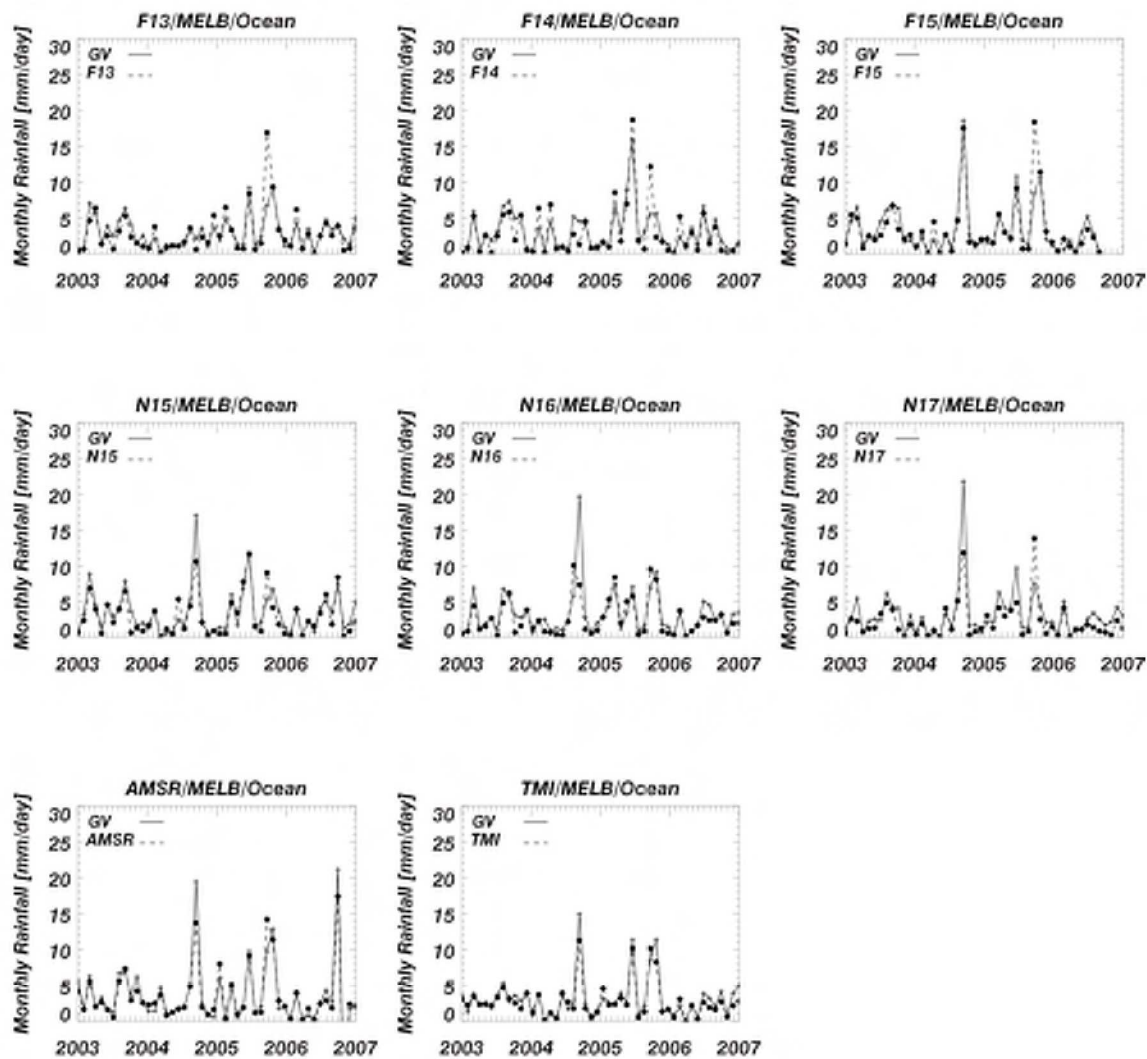 F13/MELB/Ocean
Monthly Rainfall [mm/day]
30
25
20
15
10
5
0
GV
F13
2003 2004 2005 2006 2007
F14/MELB/Ocean
Monthly Rainfall [mm/day]
30
25
20
15
10
5
0
GV
F14
2003 2004 2005 2006 2007
F15/MELB/Ocean
Monthly Rainfall [mm/day]
30
25
20
15
10
5
0
GV
F15
2003 2004 2005 2006 2007
N15/MELB/Ocean
Monthly Rainfall [mm/day]
30
25
20
15
10
5
0
GV
N15
2003 2004 2005 2006 2007
N16/MELB/Ocean
Monthly Rainfall [mm/day]
30
25
20
15
10
5
0
GV
N16
2003 2004 2005 2006 2007
N17/MELB/Ocean
Monthly Rainfall [mm/day]
30
25
20
15
10
5
0
GV
N17
2003 2004 2005 2006 2007
AMSR/MELB/Ocean
Monthly Rainfall [mm/day]
30
25
20
15
10
5
0
GV
AMSR
2003 2004 2005 2006 2007
TMI/MELB/Ocean
Monthly Rainfall [mm/day]
30
25
20
15
10
5
0
GV
TMI
2003 2004 2005 2006 2007